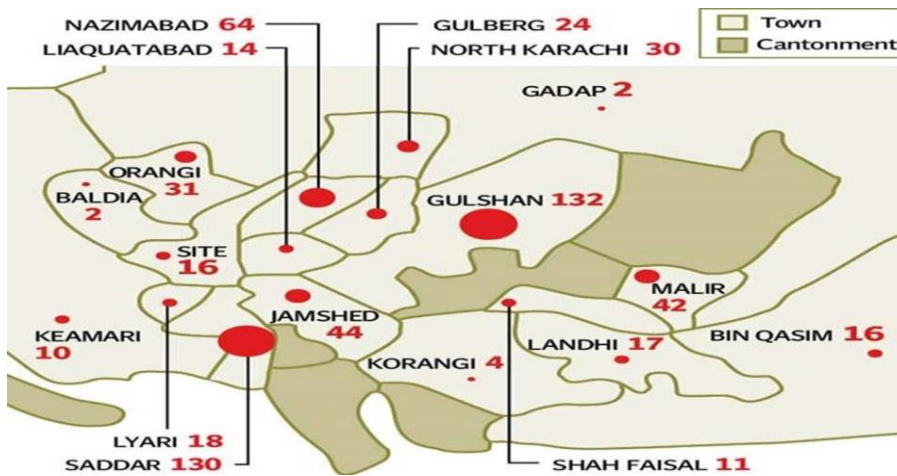 NAZIMABAD 64
GULBERG 24
Town
LIAQUATABAD 14
NORTH KARACHI 30
Cantonment
GADAP 2
ORANGI
31
BALDIA
2
GULSHAN 132
SITE
16
MALIR
42
KEAMARI
10
JAMSHED
44
LANDHI 17
BIN QASIM 16
KORANGI 4
LYARI 18
SADDAR 130
SHAH FAISAL 11